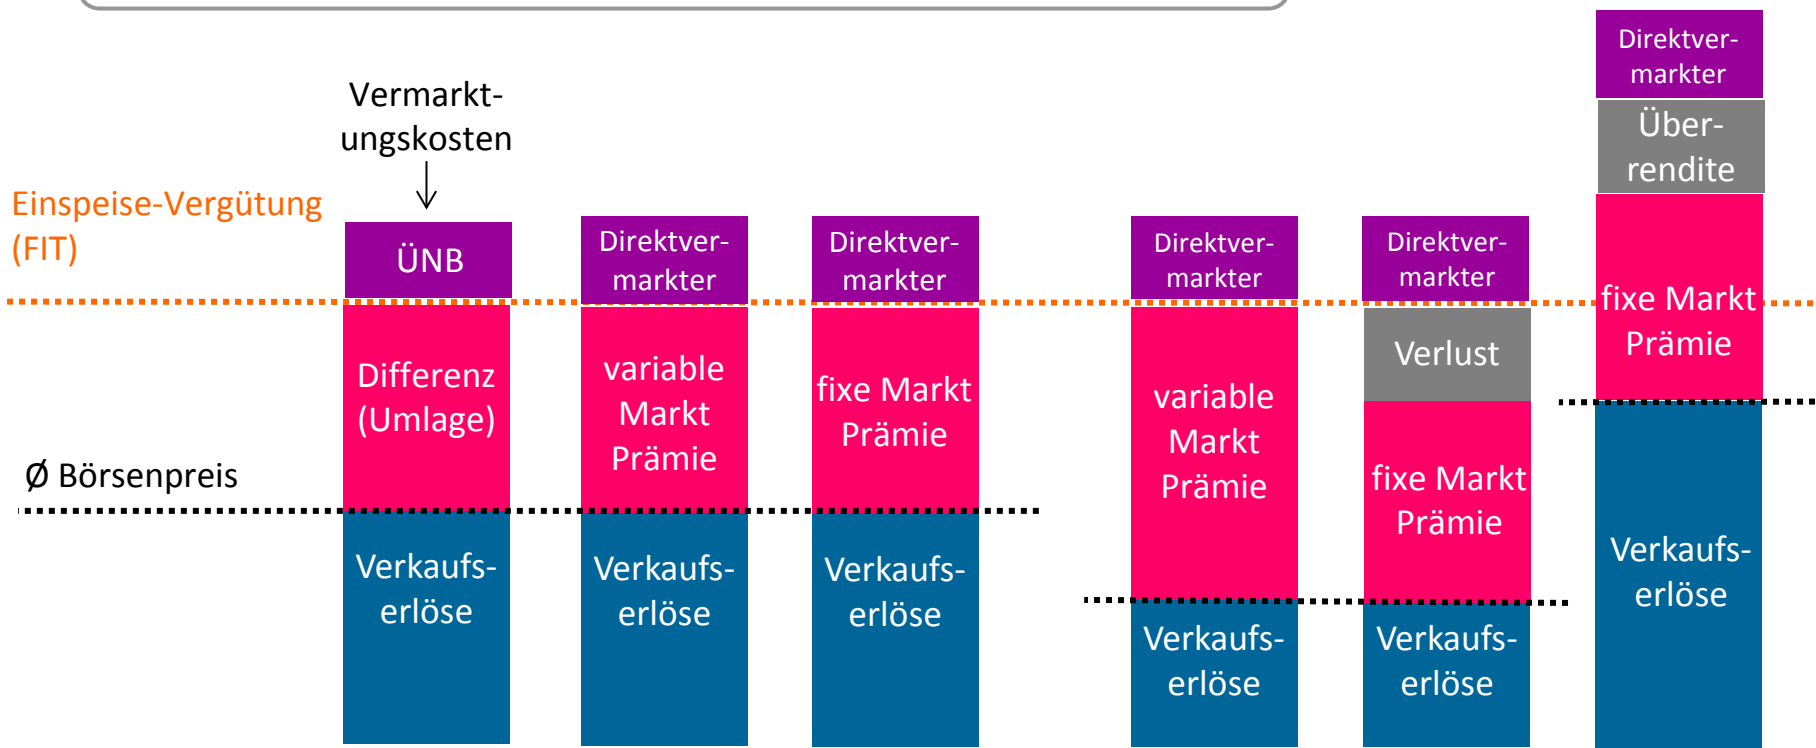 Vermarkt-
ungskosten
Einspeise-Vergütung
(FIT)
Ø Börsenpreis
ÜNB
Differenz
(Umlage)
Verkaufs-
erlöse
Direktver-
markter
variable
Markt
Prämie
Verkaufs-
erlöse
Direktver-
markter
fixe Markt
Prämie
Verkaufs-
erlöse
Direktver-
markter
variable
Markt
Prämie
Verkaufs-
erlöse
Direktver-
markter
Verlust
fixe Markt
Prämie
Verkaufs-
erlöse
Direktver-
markter
Über-
rendite
fixe Markt
Prämie
Verkaufs-
erlöse